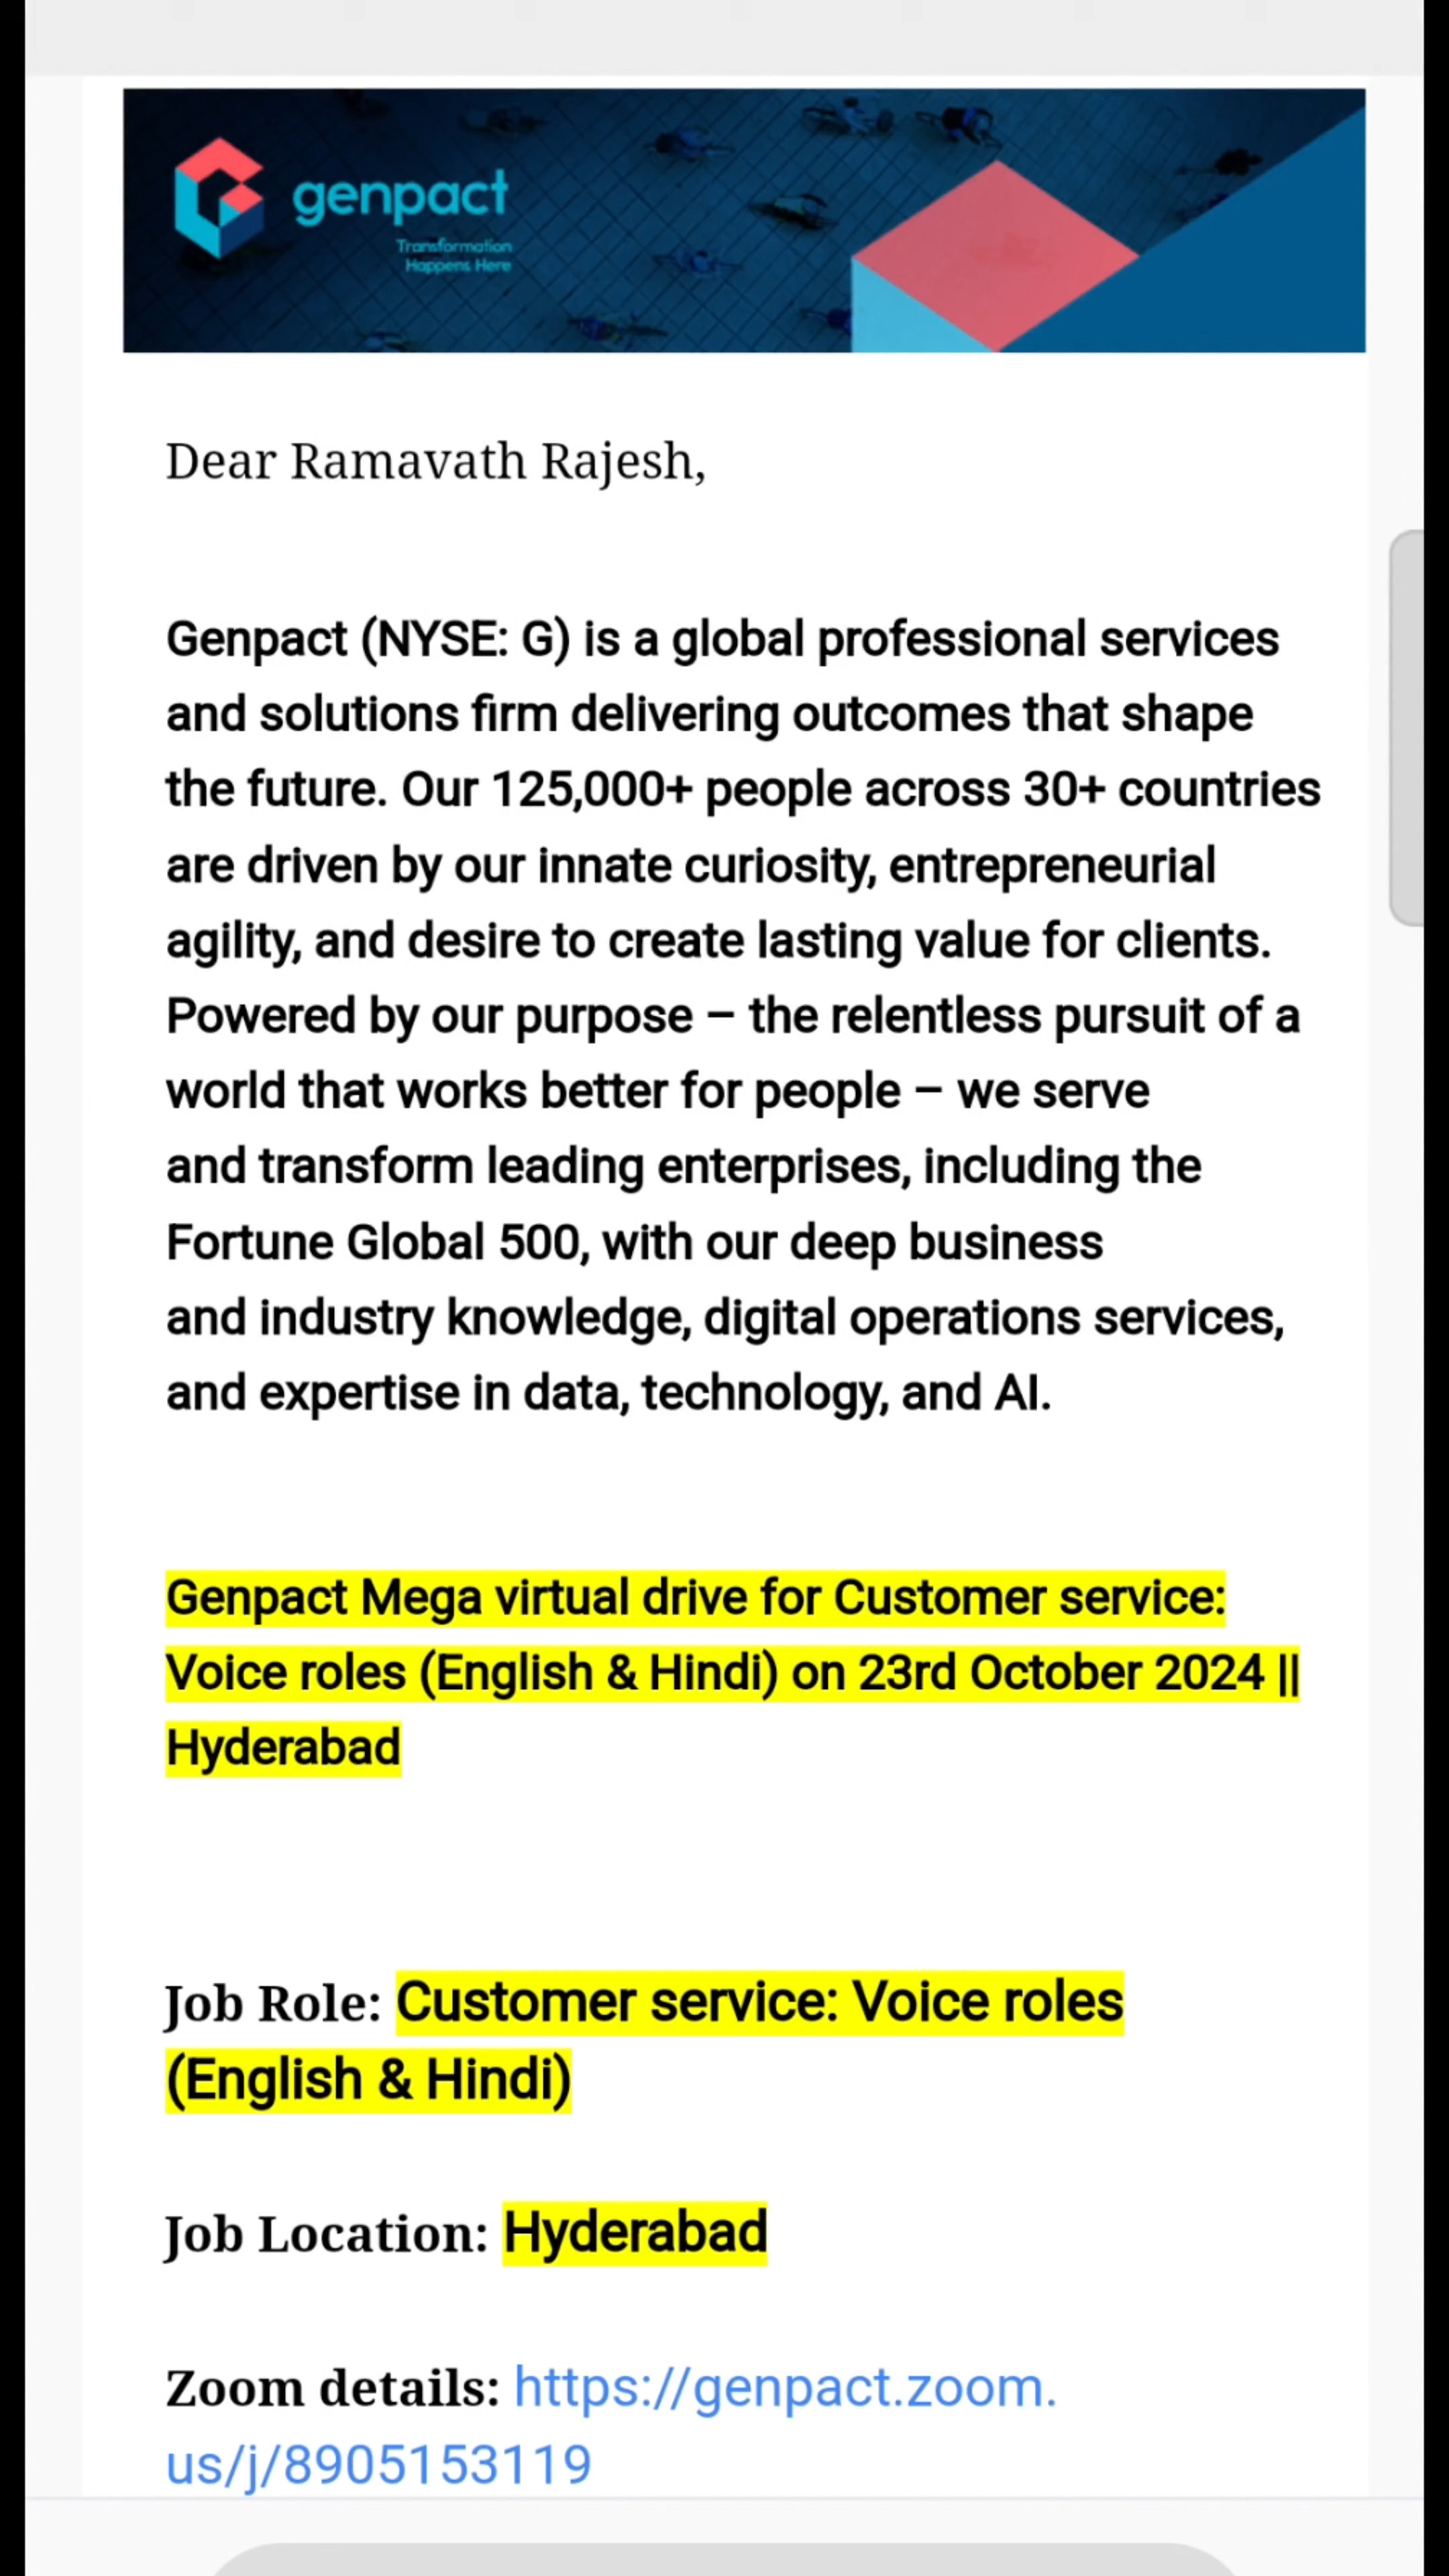 genpact
Transformation
Happens Here
Dear Ramavath Rajesh,
Genpact (NYSE: G) is a global professional services
and solutions firm delivering outcomes that shape
the future. Our 125,000+ people across 30+ countries
are driven by our innate curiosity, entrepreneurial
agility, and desire to create lasting value for clients.
Powered by our purpose – the relentless pursuit of a
world that works better for people – we serve
and transform leading enterprises, including the
Fortune Global 500, with our deep business
and industry knowledge, digital operations services,
and expertise in data, technology, and AI.
Genpact Mega virtual drive for Customer service:
Voice roles (English & Hindi) on 23rd October 2024 ||
Hyderabad
Job Role: Customer service: Voice roles
(English & Hindi)
Job Location: Hyderabad
Zoom details: https://genpact.zoom.
us/j/8905153119